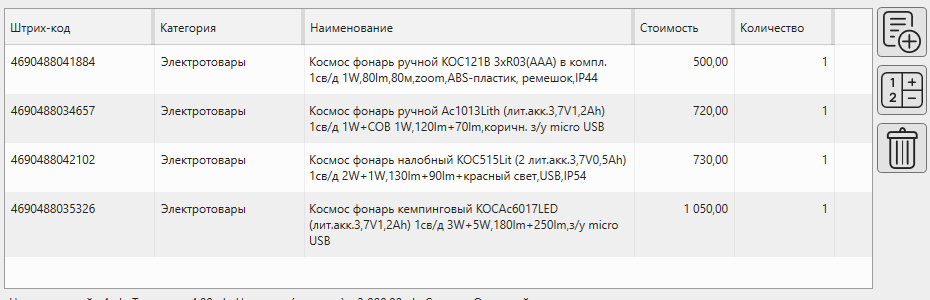 Штрих-код Категория Наименование Стоимость Количество
4690488041884 Электротовары Космос фонарь ручной КОС121В 3xR03(AAA) в компл. 500,00 1
1св/д 1W,80lm,80м,zoom,ABS-пластик, ремешок,IP44
4690488034657 Электротовары Космос фонарь ручной Ac1013Lith (лит.акк.3,7V1,2Ah) 720,00 1
1св/д 1W+COB 1W,120lm+70lm,коричн. з/у micro USB
4690488042102 Электротовары Космос фонарь налобный КОС515Lit (2 лит.акк.3,7V0,5Ah) 730,00 1
1св/д 2W+1W,130lm+90lm+красный свет,USB,IP54
4690488035326 Электротовары Космос фонарь кемпинговый КОСAc6017LED 1 050,00 1
(лит.акк.3,7V1,2Ah) 1св/д 3W+5W,180lm+250lm,з/у micro
USB
1 +
2 −